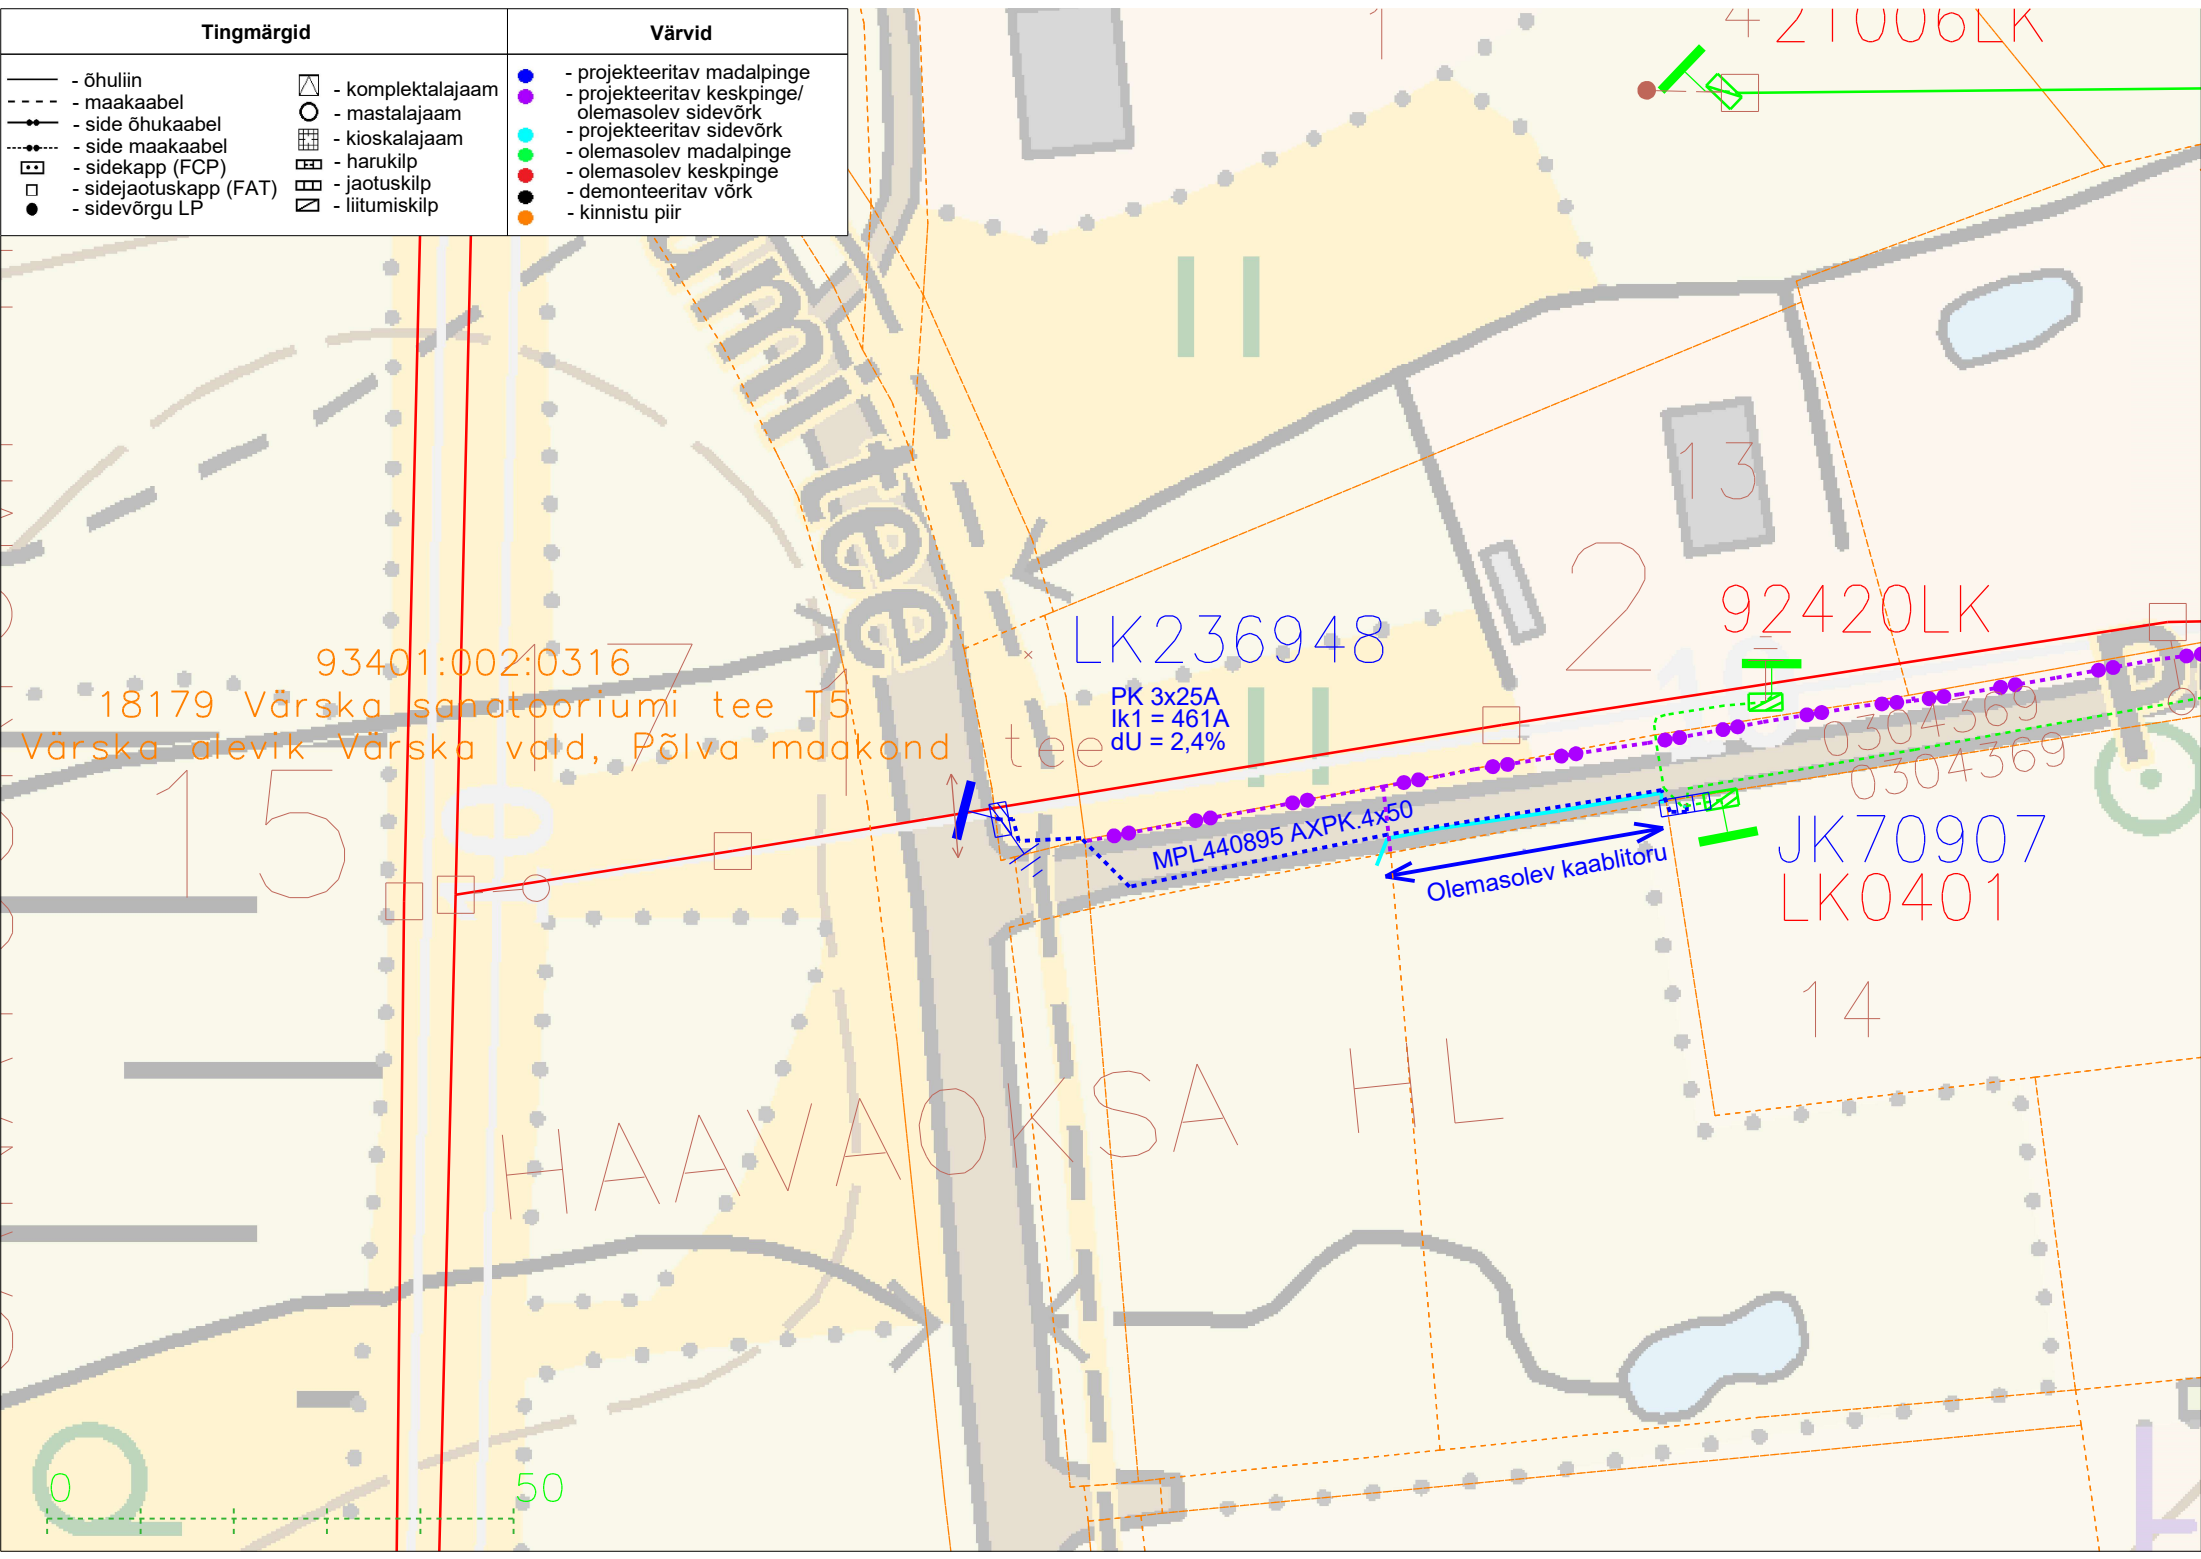 Tingmärgid
Värvid
- õhuliin
- maakaabel
- side õhukaabel
- side maakaabel
- sidekapp (FCP)
- sidejaotuskapp (FAT)
- sidevõrgu LP
- komplektalajaam
- mastalajaam
- kioskalajaam
- harukilp
- jaotuskilp
- liitumiskilp
- projekteeritav madalpinge
- projekteeritav keskpinge/
olemasolev sidevõrk
- projekteeritav sidevõrk
- olemasolev madalpinge
- olemasolev keskpinge
- demonteeritav võrk
- kinnistu piir
421006LK
umi tee
13
2
92420LK
LK236948
PK 3x25A
Ik1 = 461A
dU = 2,4%
93401:002:0316
18179 Värska sanatooriumi tee T5
Värska alevik Värska vald, Põlva maakond
17
tee
15
0304369
0304369
MPL440895 AXPK.4x50
Olemasolev kaablitoru
JK70907
LK0401
14
HAAVAOKSA HL
0
50